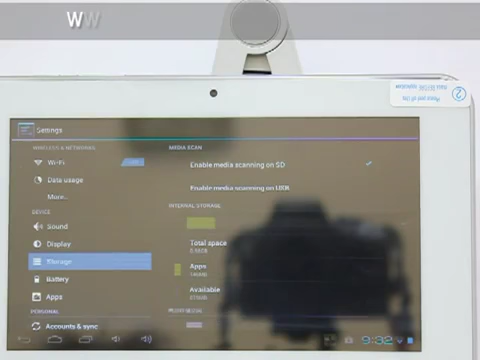 W W
Settings
WIRELESS & NETWORKS
Wi-Fi
Data usage
More...
DEVICE
Sound
Display
Storage
Battery
Apps
PERSONAL
Accounts & sync
MEDIA SCAN
Enable media scanning on SD
Enable media scanning on USB
INTERNAL STORAGE
Total space
Apps
Available
9:32
2